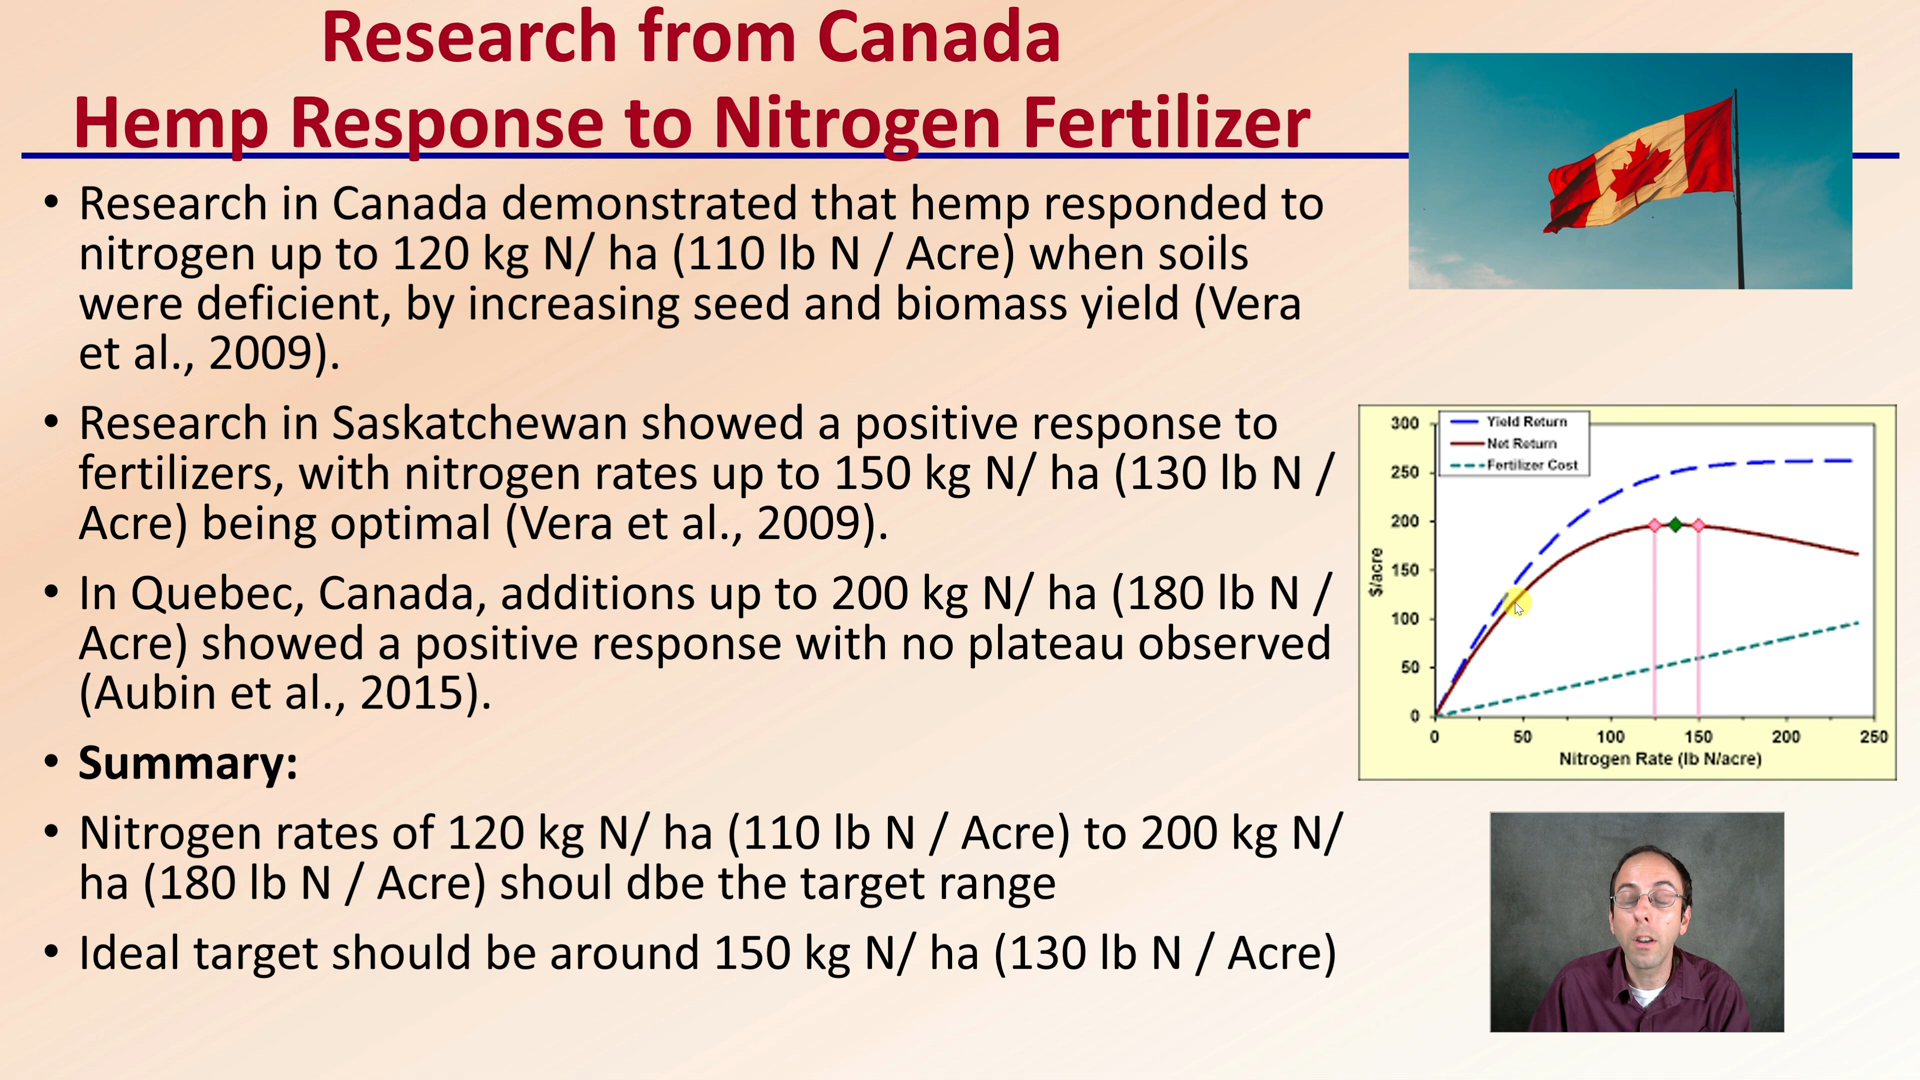 Research from Canada
Hemp Response to Nitrogen Fertilizer
• Research in Canada demonstrated that hemp responded to
nitrogen up to 120 kg N/ ha (110 lb N / Acre) when soils
were deficient, by increasing seed and biomass yield (Vera
et al., 2009).
• Research in Saskatchewan showed a positive response to
fertilizers, with nitrogen rates up to 150 kg N/ ha (130 lb N /
Acre) being optimal (Vera et al., 2009).
• In Quebec, Canada, additions up to 200 kg N/ ha (180 lb N /
Acre) showed a positive response with no plateau observed
(Aubin et al., 2015).
• Summary:
• Nitrogen rates of 120 kg N/ ha (110 lb N / Acre) to 200 kg N/
ha (180 lb N / Acre) shoul dbe the target range
• Ideal target should be around 150 kg N/ ha (130 lb N / Acre)
Yield Return
Net Return
Fertilizer Cost
300
250
200
150
100
50
0
$/acre
0 50 100 150 200 250
Nitrogen Rate (lb N/acre)